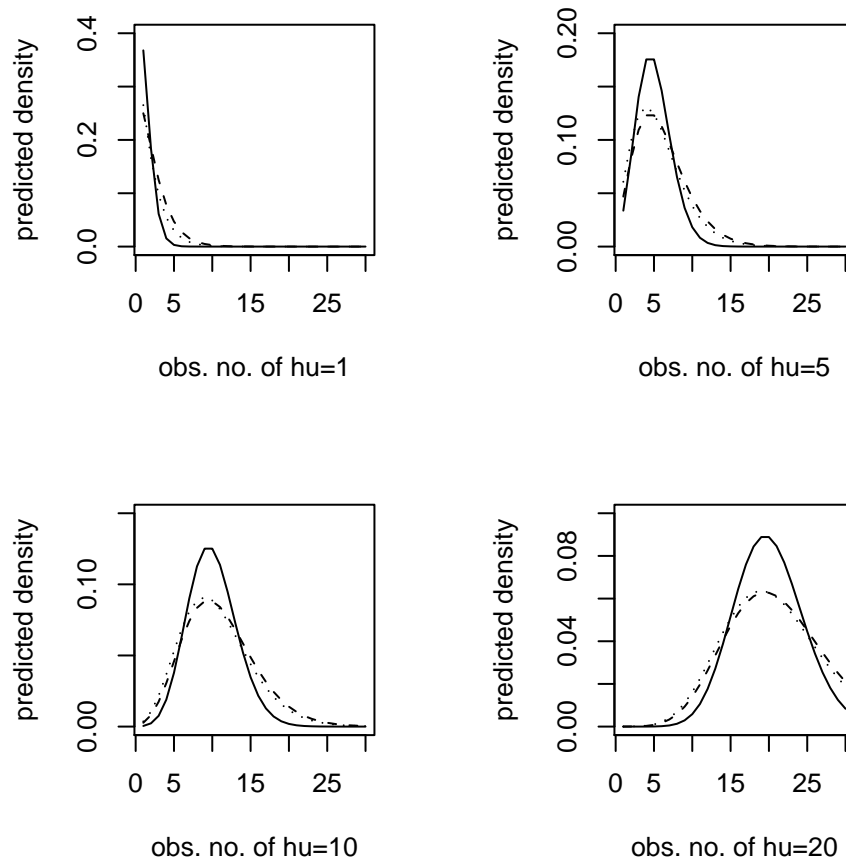 predicted density
0.0
0.2
0.4
0 5 15 25
obs. no. of hu=1
predicted density
0.00
0.10
0.20
0 5 15 25
obs. no. of hu=5
predicted density
0.00
0.10
0 5 15 25
obs. no. of hu=10
predicted density
0.00
0.04
0.08
0 5 15 25
obs. no. of hu=20